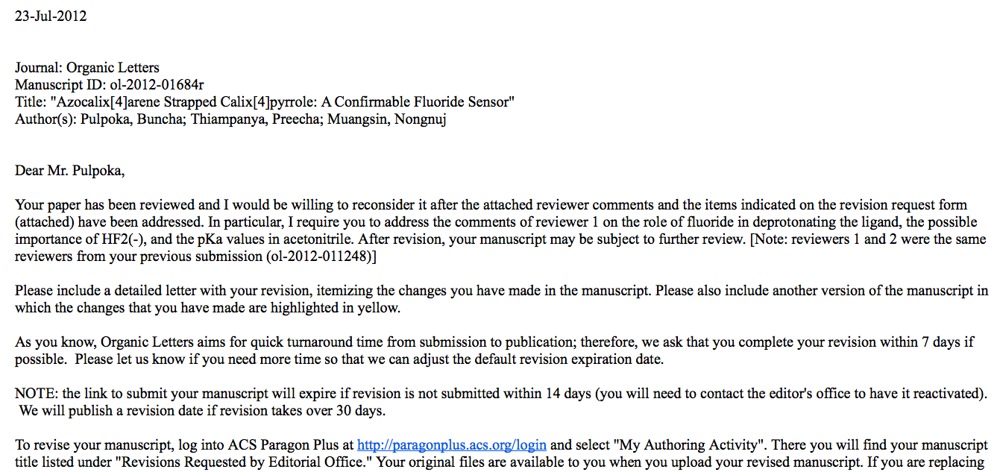 23-Jul-2012
Journal: Organic Letters
Manuscript ID: ol-2012-01684r
Title: "Azocalix[4]arene Strapped Calix[4]pyrrole: A Confirmable Fluoride Sensor"
Author(s): Pulpoka, Buncha; Thiampanya, Preecha; Muangsin, Nongnuj
Dear Mr. Pulpoka,
Your paper has been reviewed and I would be willing to reconsider it after the attached reviewer comments and the items indicated on the revision request form
(attached) have been addressed. In particular, I require you to address the comments of reviewer 1 on the role of fluoride in deprotonating the ligand, the possible
importance of HF2(-), and the pKa values in acetonitrile. After revision, your manuscript may be subject to further review. [Note: reviewers 1 and 2 were the same
reviewers from your previous submission (ol-2012-011248)]
Please include a detailed letter with your revision, itemizing the changes you have made in the manuscript. Please also include another version of the manuscript in
which the changes that you have made are highlighted in yellow.
As you know, Organic Letters aims for quick turnaround time from submission to publication; therefore, we ask that you complete your revision within 7 days if
possible.  Please let us know if you need more time so that we can adjust the default revision expiration date.
NOTE: the link to submit your manuscript will expire if revision is not submitted within 14 days (you will need to contact the editor's office to have it reactivated).
We will publish a revision date if revision takes over 30 days.
To revise your manuscript, log into ACS Paragon Plus at http://paragonplus.acs.org/login and select "My Authoring Activity". There you will find your manuscript
title listed under "Revisions Requested by Editorial Office." Your original files are available to you when you upload your revised manuscript. If you are replacing